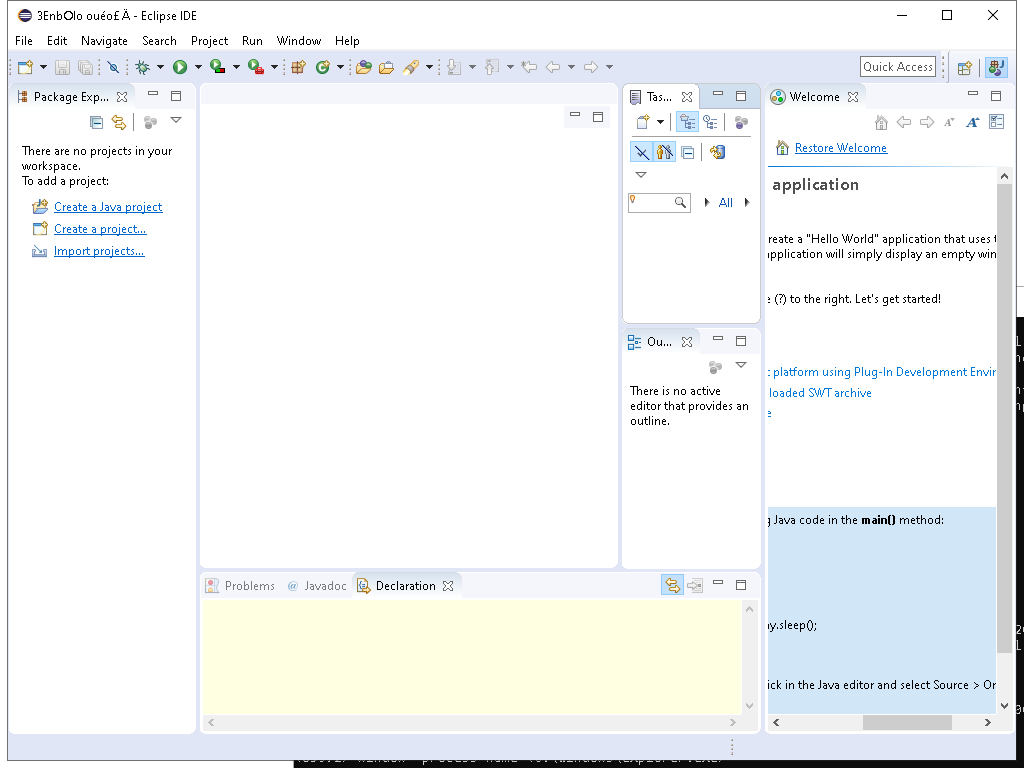 3EnbOlo ouéo£Ä - Eclipse IDE
File Edit Navigate Search Project Run Window Help
Quick Access
Package Exp...
There are no projects in your
workspace.
To add a project:
Create a Java project
Create a project...
Import projects...
Tas...
All
Ou...
There is no active
editor that provides an
outline.
Welcome
Restore Welcome
application
reate a "Hello World" application that uses t
application will simply display an empty win
e (?) to the right. Let's get started!
t platform using Plug-In Development Envir
loaded SWT archive
e
g Java code in the main() method:
ay.sleep();
ick in the Java editor and select Source > Or
Problems @ Javadoc Declaration